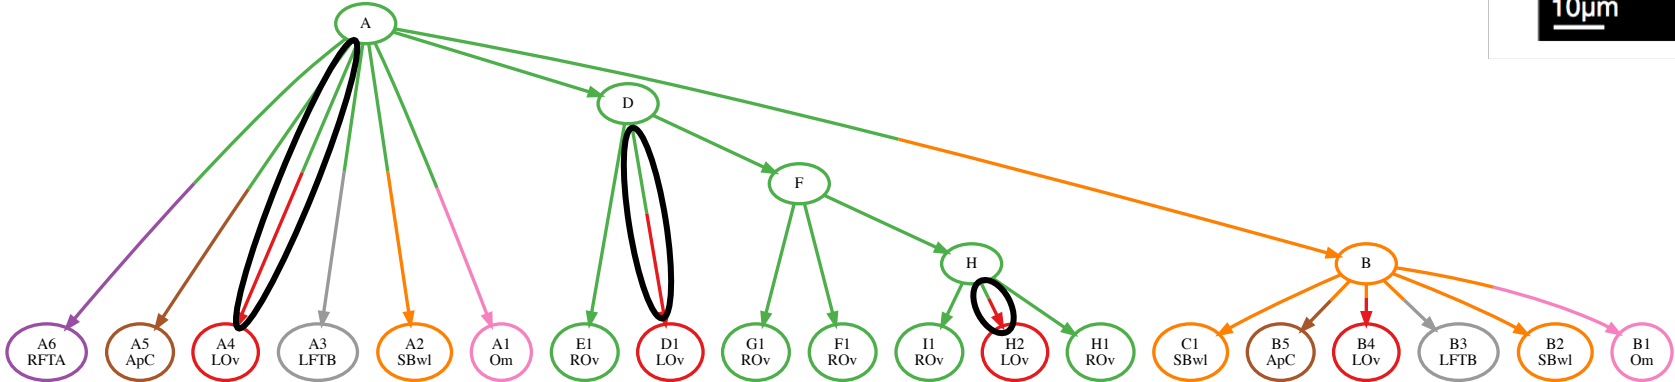 10µm
A
D
F
H
B
A6
RFTA
A5
ApC
A4
LOv
A3
LFTB
A2
SBwl
A1
Om
E1
ROv
D1
LOv
G1
ROv
F1
ROv
I1
ROv
H2
LOv
H1
ROv
C1
SBwl
B5
ApC
B4
LOv
B3
LFTB
B2
SBwl
B1
Om